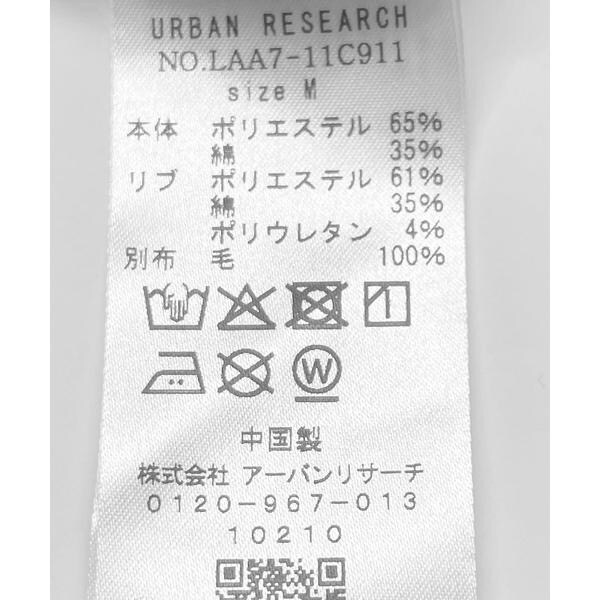 URBAN RESEARCH
NO.LAA7-11C911
size M
本体 ポリエステル 65%
綿 35%
リブ ポリエステル 61%
綿 35%
ポリウレタン 4%
別布 毛 100%
W
中国製
株式会社 アーバンリサーチ
0120-967-013
10210